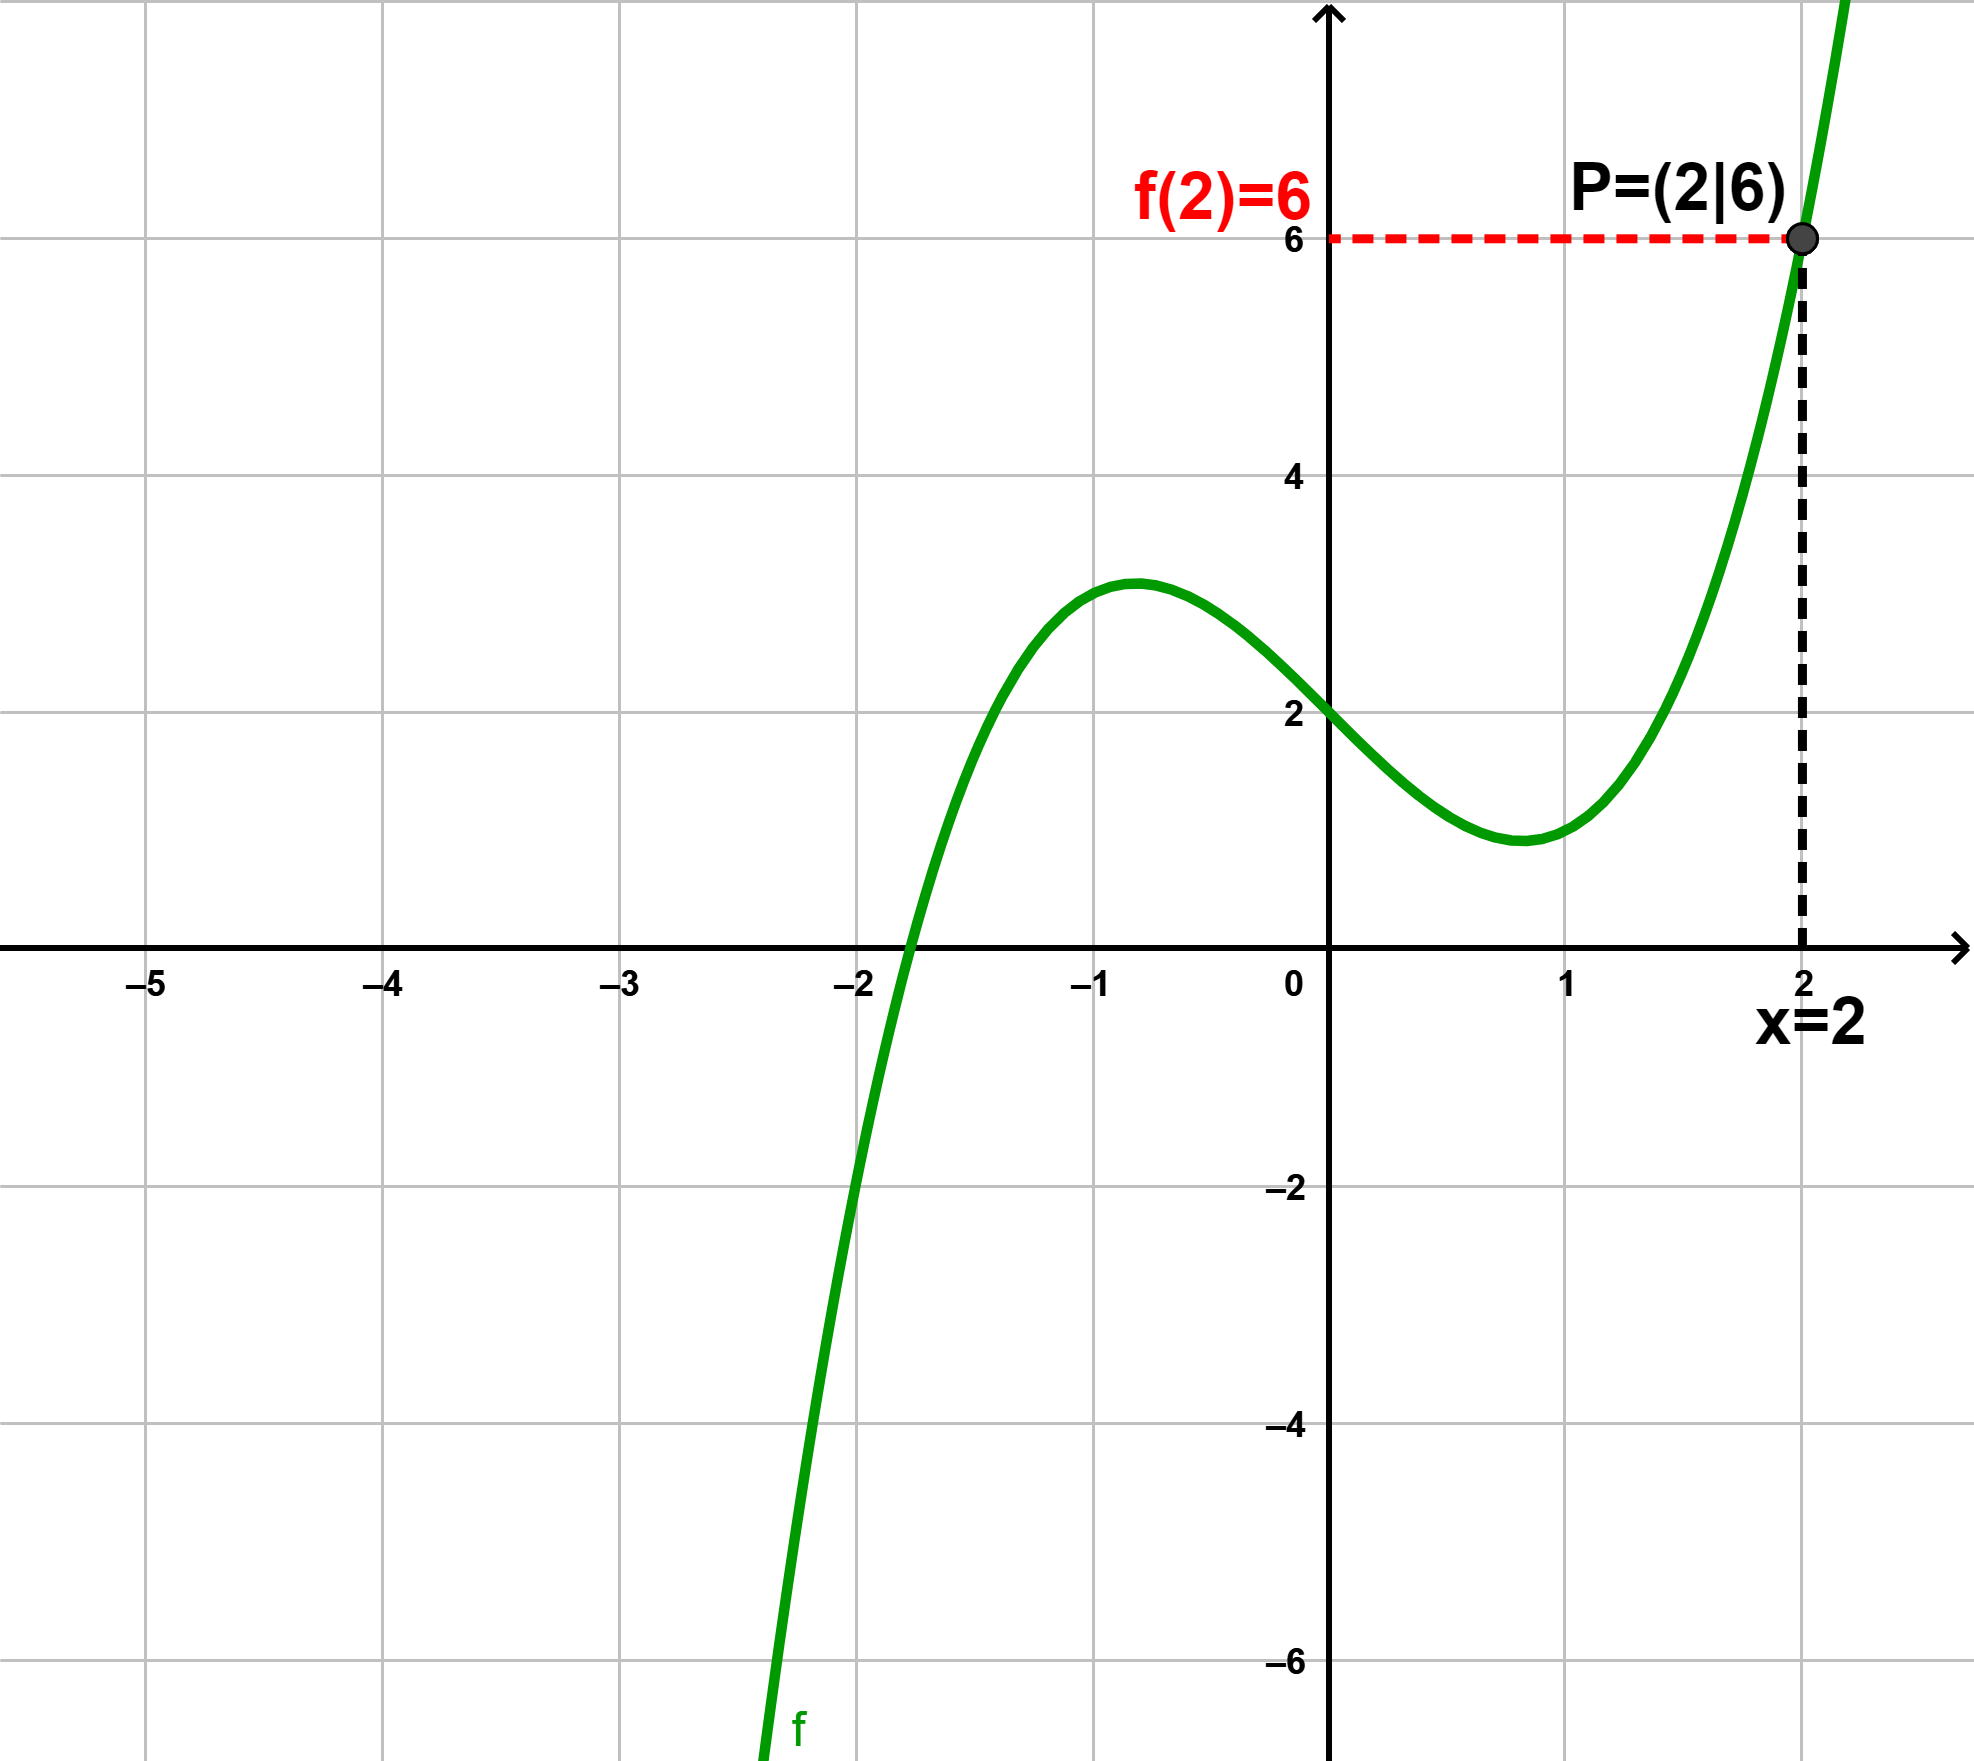 f(2)=6
P=(2|6)
6
4
2
–5 –4 –3 –2 –1 0 1 2
x=2
–2
–4
–6
f